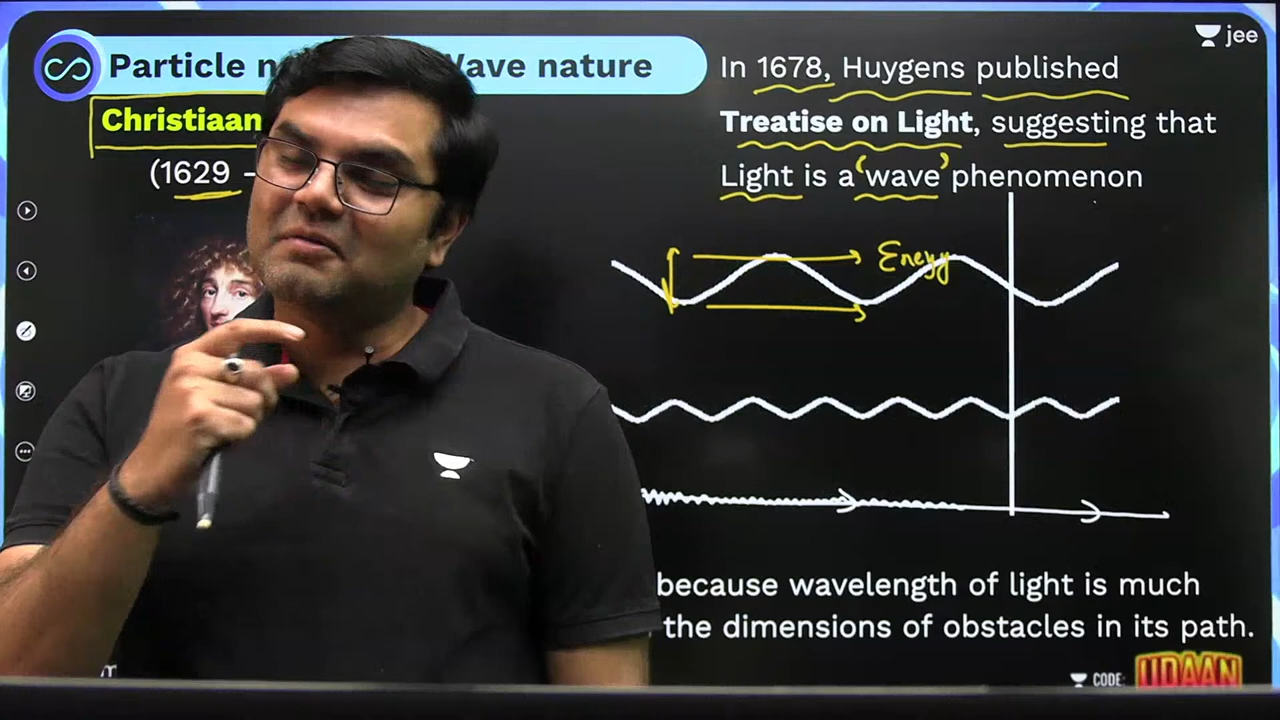 Particle n Wave nature
Christiaan
(1629 -
jee
In 1678, Huygens published
Treatise on Light, suggesting that
Light is a ‘wave’ phenomenon
Energy
because wavelength of light is much
the dimensions of obstacles in its path.
CODE: UDAAN